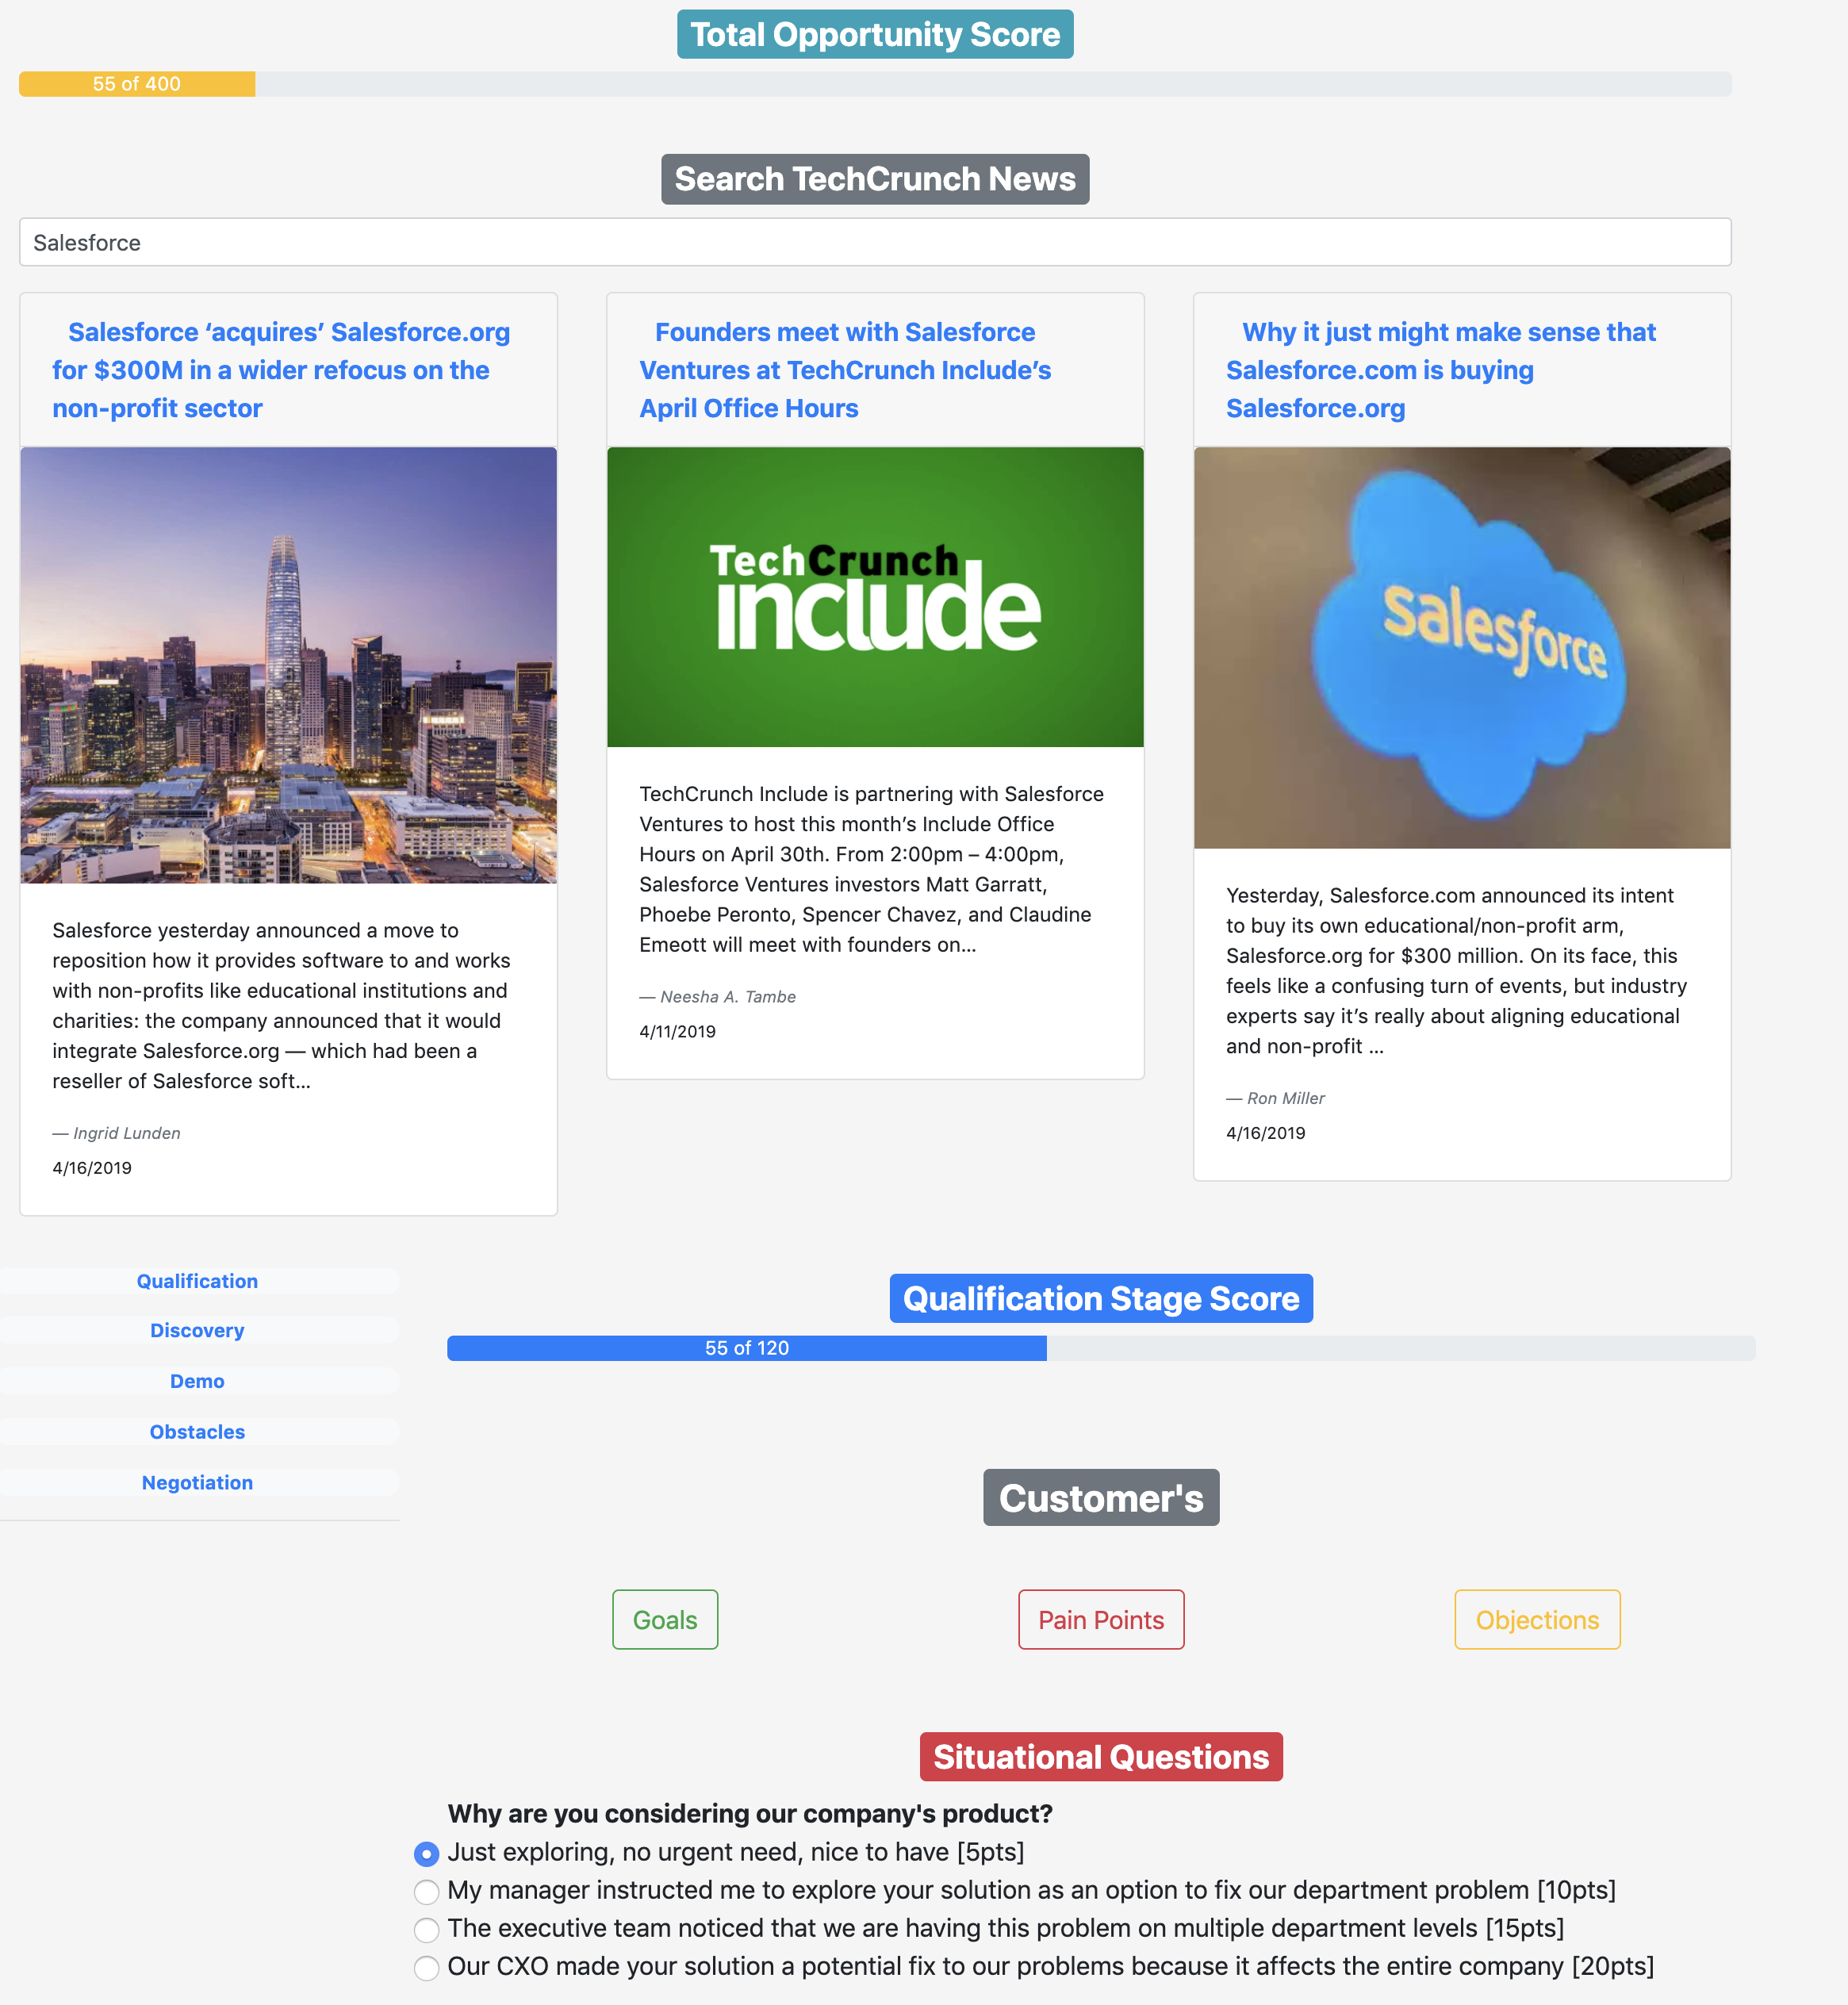 Total Opportunity Score
55 of 400
Search TechCrunch News
Salesforce
Salesforce ‘acquires’ Salesforce.org
for $300M in a wider refocus on the
non-profit sector
Salesforce yesterday announced a move to
reposition how it provides software to and works
with non-profits like educational institutions and
charities: the company announced that it would
integrate Salesforce.org — which had been a
reseller of Salesforce soft...
— Ingrid Lunden
4/16/2019
Founders meet with Salesforce
Ventures at TechCrunch Include’s
April Office Hours
TechCrunch
include
TechCrunch Include is partnering with Salesforce
Ventures to host this month’s Include Office
Hours on April 30th. From 2:00pm – 4:00pm,
Salesforce Ventures investors Matt Garratt,
Phoebe Peronto, Spencer Chavez, and Claudine
Emeott will meet with founders on...
— Neesha A. Tambe
4/11/2019
Why it just might make sense that
Salesforce.com is buying
Salesforce.org
salesforce
Yesterday, Salesforce.com announced its intent
to buy its own educational/non-profit arm,
Salesforce.org for $300 million. On its face, this
feels like a confusing turn of events, but industry
experts say it’s really about aligning educational
and non-profit ...
— Ron Miller
4/16/2019
Qualification
Discovery
Demo
Obstacles
Negotiation
Qualification Stage Score
55 of 120
Customer's
Goals
Pain Points
Objections
Situational Questions
Why are you considering our company's product?
Just exploring, no urgent need, nice to have [5pts]
My manager instructed me to explore your solution as an option to fix our department problem [10pts]
The executive team noticed that we are having this problem on multiple department levels [15pts]
Our CXO made your solution a potential fix to our problems because it affects the entire company [20pts]